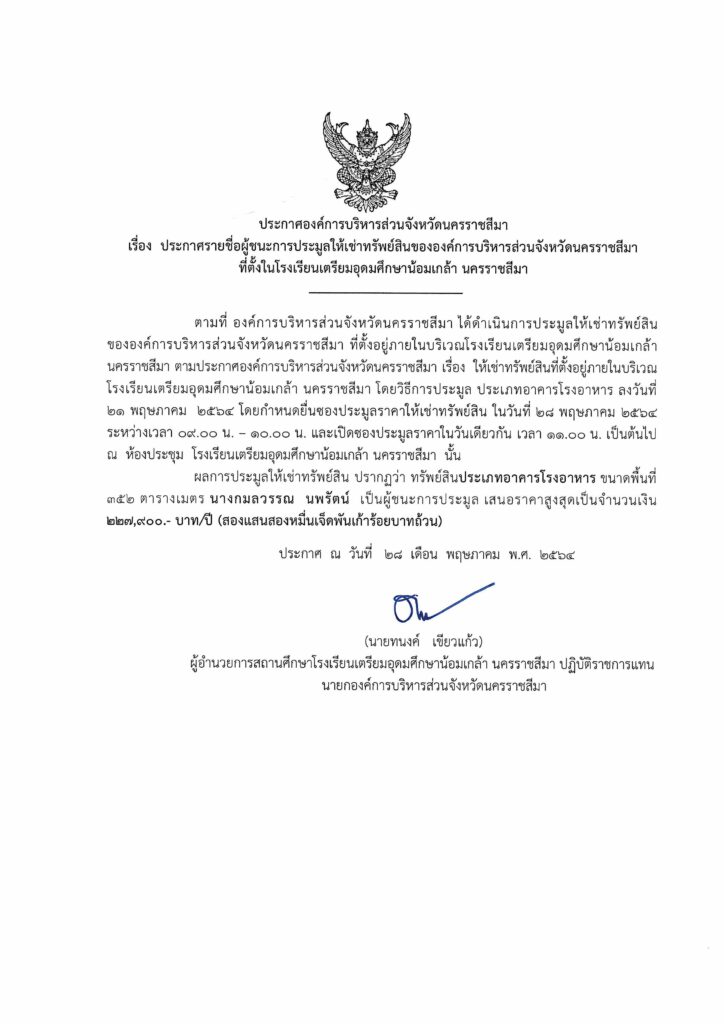 ประกาศองค์การบริหารส่วนจังหวัดนครราชสีมา
เรื่อง ประกาศรายชื่อผู้ชนะการประมูลให้เช่าทรัพย์สินขององค์การบริหารส่วนจังหวัดนครราชสีมา
ที่ตั้งในโรงเรียนเตรียมอุดมศึกษาน้อมเกล้า นครราชสีมา
ตามที่ องค์การบริหารส่วนจังหวัดนครราชสีมา ได้ดำเนินการประมูลให้เช่าทรัพย์สิน
ขององค์การบริหารส่วนจังหวัดนครราชสีมา ที่ตั้งอยู่ภายในบริเวณโรงเรียนเตรียมอุดมศึกษาน้อมเกล้า
นครราชสีมา ตามประกาศองค์การบริหารส่วนจังหวัดนครราชสีมา เรื่อง ให้เช่าทรัพย์สินที่ตั้งอยู่ภายในบริเวณ
โรงเรียนเตรียมอุดมศึกษาน้อมเกล้า นครราชสีมา โดยวิธีการประมูล ประเภทอาคารโรงอาหาร ลงวันที่
๒๑ พฤษภาคม ๒๕๖๔ โดยกำหนดยื่นซองประมูลราคาให้เช่าทรัพย์สิน ในวันที่ ๒๘ พฤษภาคม ๒๕๖๔
ระหว่างเวลา ๐๙.๐๐ น. – ๑๐.๐๐ น. และเปิดซองประมูลราคาในวันเดียวกัน เวลา ๑๑.๐๐ น. เป็นต้นไป
ณ ห้องประชุม โรงเรียนเตรียมอุดมศึกษาน้อมเกล้า นครราชสีมา นั้น
ผลการประมูลให้เช่าทรัพย์สิน ปรากฏว่า ทรัพย์สินประเภทอาคารโรงอาหาร ขนาดพื้นที่
๓๕๒ ตารางเมตร นางกมลวรรณ นพรัตน์ เป็นผู้ชนะการประมูล เสนอราคาสูงสุดเป็นจำนวนเงิน
๒๒๗,๙๐๐.- บาท/ปี (สองแสนสองหมื่นเจ็ดพันเก้าร้อยบาทถ้วน)
ประกาศ ณ วันที่ ๒๘ เดือน พฤษภาคม พ.ศ. ๒๕๖๔
(นายทนงค์ เขียวแก้ว)
ผู้อำนวยการสถานศึกษาโรงเรียนเตรียมอุดมศึกษาน้อมเกล้า นครราชสีมา ปฏิบัติราชการแทน
นายกองค์การบริหารส่วนจังหวัดนครราชสีมา